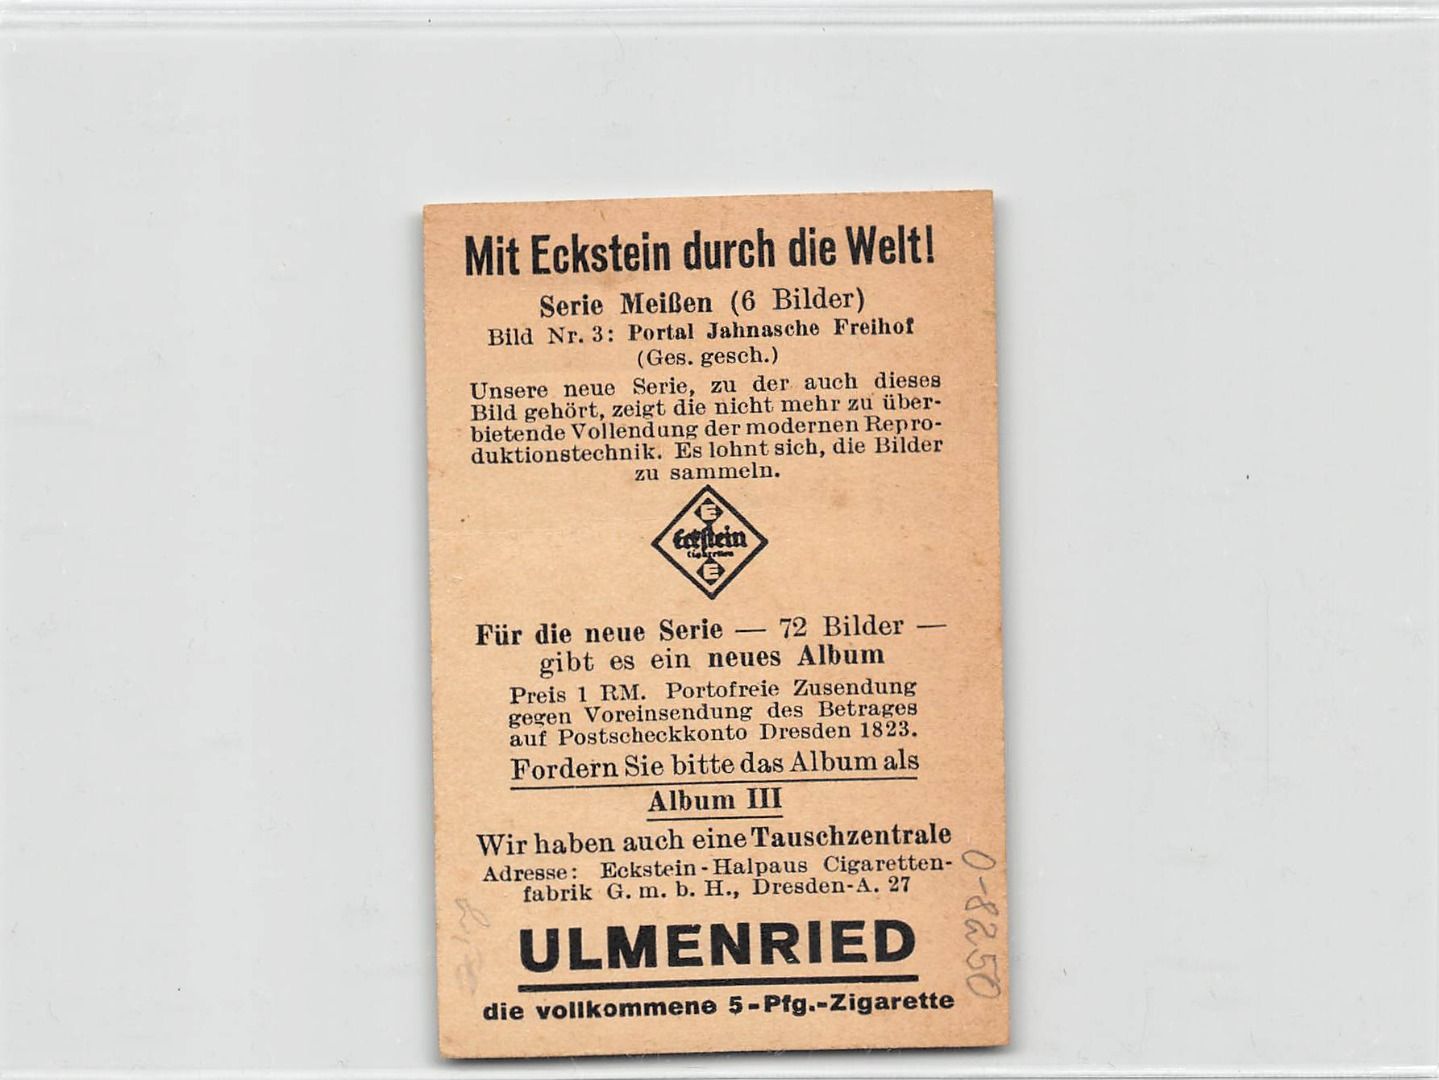 Mit Eckstein durch die Welt!
Serie Meißen (6 Bilder)
Bild Nr. 3: Portal Jahnasche Freihof
(Ges. gesch.)
Unsere neue Serie, zu der auch dieses
Bild gehört, zeigt die nicht mehr zu über-
bietende Vollendung der modernen Repro-
duktionstechnik. Es lohnt sich, die Bilder
zu sammeln.
E
Eckstein
Cigaretten
E
Für die neue Serie — 72 Bilder —
gibt es ein neues Album
Preis 1 RM. Portofreie Zusendung
gegen Voreinsendung des Betrages
auf Postscheckkonto Dresden 1823.
Fordern Sie bitte das Album als
Album III
Wir haben auch eine Tauschzentrale
Adresse: Eckstein-Halpaus Cigaretten-
fabrik G. m. b. H., Dresden-A. 27
ULMENRIED
die vollkommene 5-Pfg.-Zigarette
0-8250